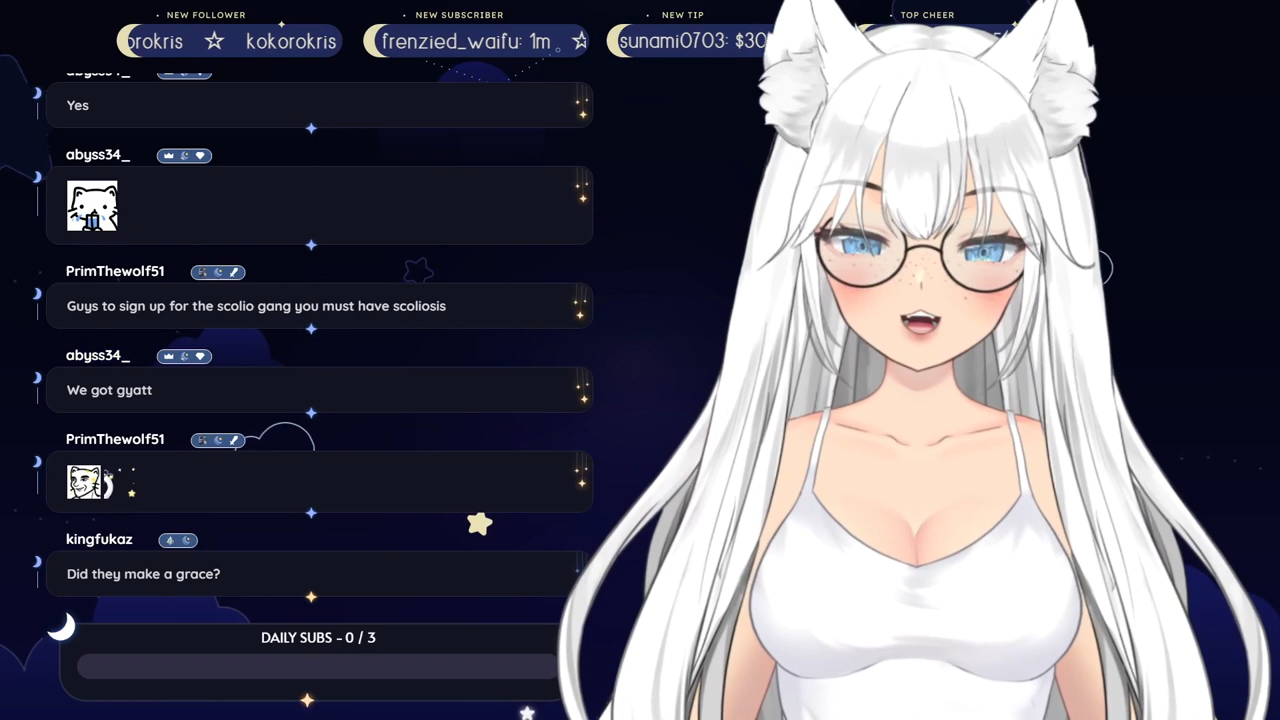 NEW FOLLOWER
NEW SUBSCRIBER
NEW TIP
TOP CHEER
orokris ☆ kokorokris
frenzied_waifu: 1m
sunami0703: $30
Yes
abyss34_
PrimThewolf51
Guys to sign up for the scolio gang you must have scoliosis
abyss34_
We got gyatt
PrimThewolf51
kingfukaz
Did they make a grace?
DAILY SUBS - 0 / 3